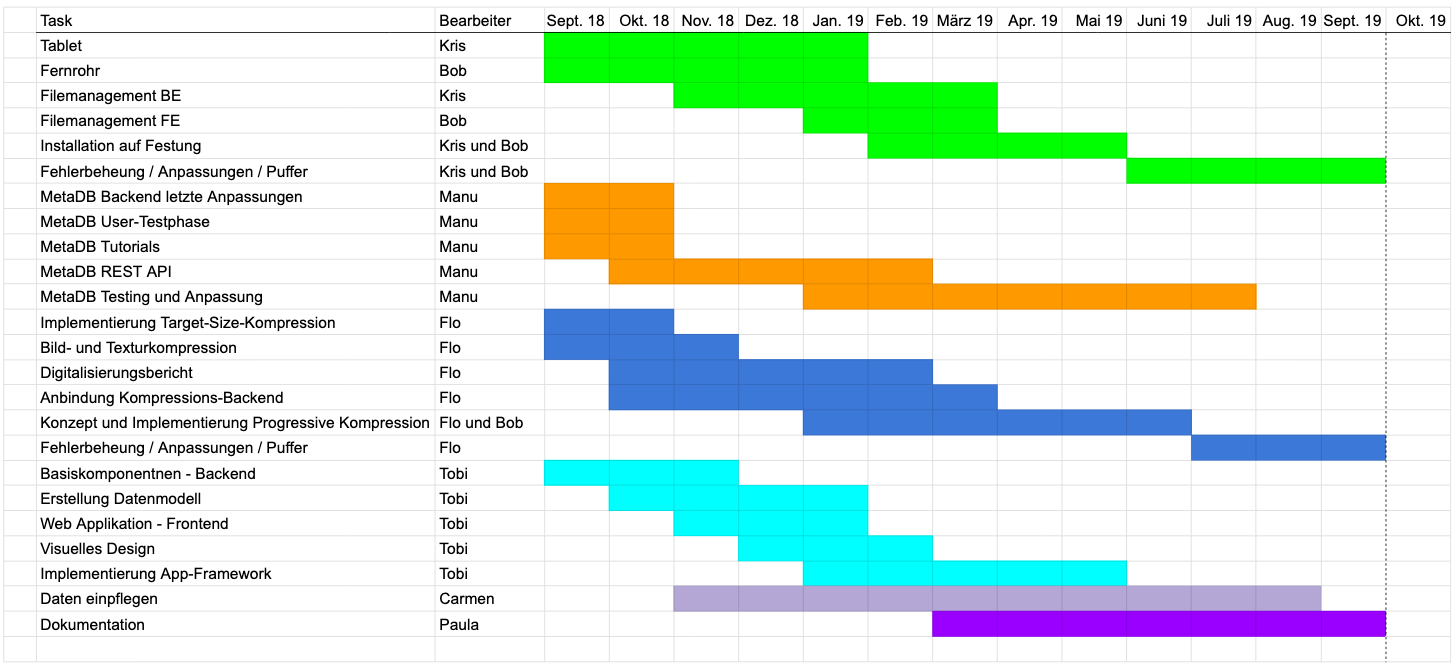 Task Bearbeiter Sept. 18 Okt. 18 Nov. 18 Dez. 18 Jan. 19 Feb. 19 März 19 Apr. 19 Mai 19 Juni 19 Juli 19 Aug. 19 Sept. 19 Okt. 19
Tablet Kris
Fernrohr Bob
Filemanagement BE Kris
Filemanagement FE Bob
Installation auf Festung Kris und Bob
Fehlerbeheung / Anpassungen / Puffer Kris und Bob
MetaDB Backend letzte Anpassungen Manu
MetaDB User-Testphase Manu
MetaDB Tutorials Manu
MetaDB REST API Manu
MetaDB Testing und Anpassung Manu
Implementierung Target-Size-Kompression Flo
Bild- und Texturkompression Flo
Digitalisierungsbericht Flo
Anbindung Kompressions-Backend Flo
Konzept und Implementierung Progressive Kompression Flo und Bob
Fehlerbeheung / Anpassungen / Puffer Flo
Basiskomponentnen - Backend Tobi
Erstellung Datenmodell Tobi
Web Applikation - Frontend Tobi
Visuelles Design Tobi
Implementierung App-Framework Tobi
Daten einpflegen Carmen
Dokumentation Paula